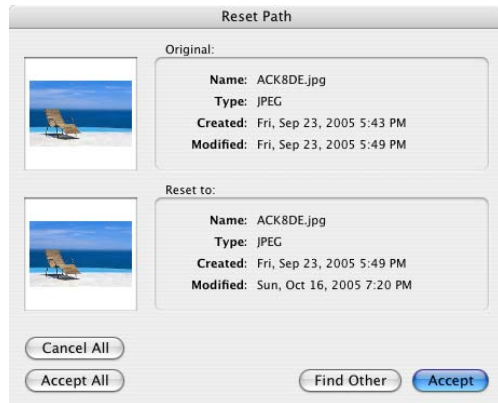 Reset Path
Original:
Name: ACK8DE.jpg
Type: JPEG
Created: Fri, Sep 23, 2005 5:43 PM
Modified: Fri, Sep 23, 2005 5:49 PM
Reset to:
Name: ACK8DE.jpg
Type: JPEG
Created: Fri, Sep 23, 2005 5:49 PM
Modified: Sun, Oct 16, 2005 7:20 PM
Cancel All
Accept All Find Other Accept